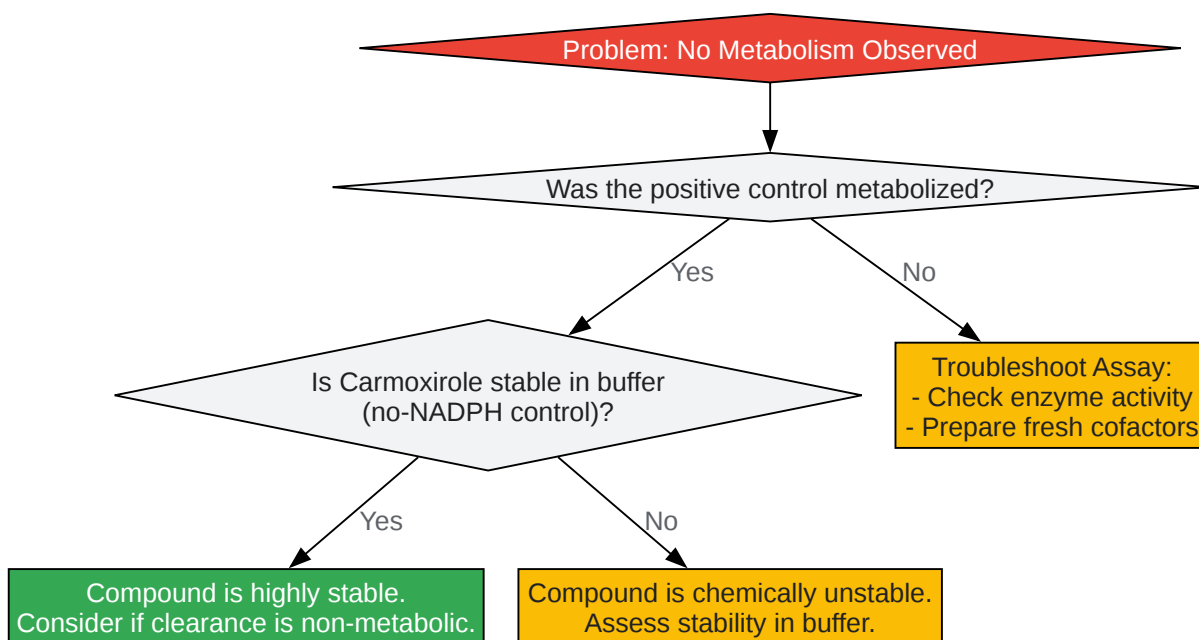 Problem: No Metabolism Observed
Was the positive control metabolized?
Yes
No
Is Carmoxirole stable in buffer
(no-NADPH control)?
Troubleshoot Assay:
- Check enzyme activity
- Prepare fresh cofactors
Yes
No
Compound is highly stable.
Consider if clearance is non-metabolic.
Compound is chemically unstable.
Assess stability in buffer.